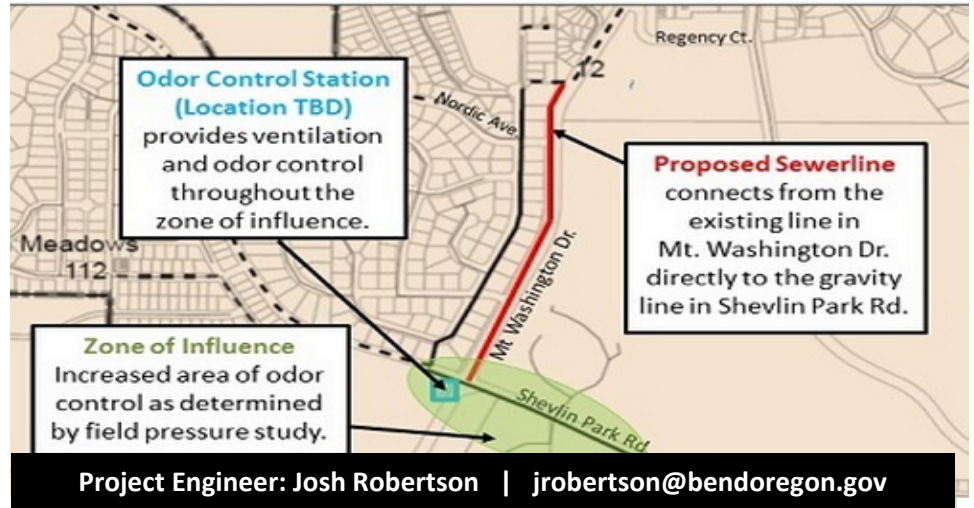 Regency Ct.
12
Odor Control Station
(Location TBD)
provides ventilation
and odor control
throughout the
zone of influence.
Nordic Ave.
Proposed Sewerline
connects from the
existing line in
Mt. Washington Dr.
directly to the gravity
line in Shevlin Park Rd.
Meadows
112
Mt Washington Dr.
Zone of Influence
Increased area of odor
control as determined
by field pressure study.
Shevlin Park Rd
Project Engineer: Josh Robertson | jrobertson@bendoregon.gov